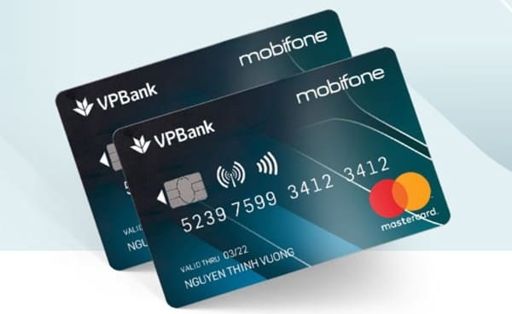 mobifone
VPBank
mobifone
VPBank
5239 7599 3412 3412
VALID THRU 03/22
NGUYEN THINH VUONG
mastercard.